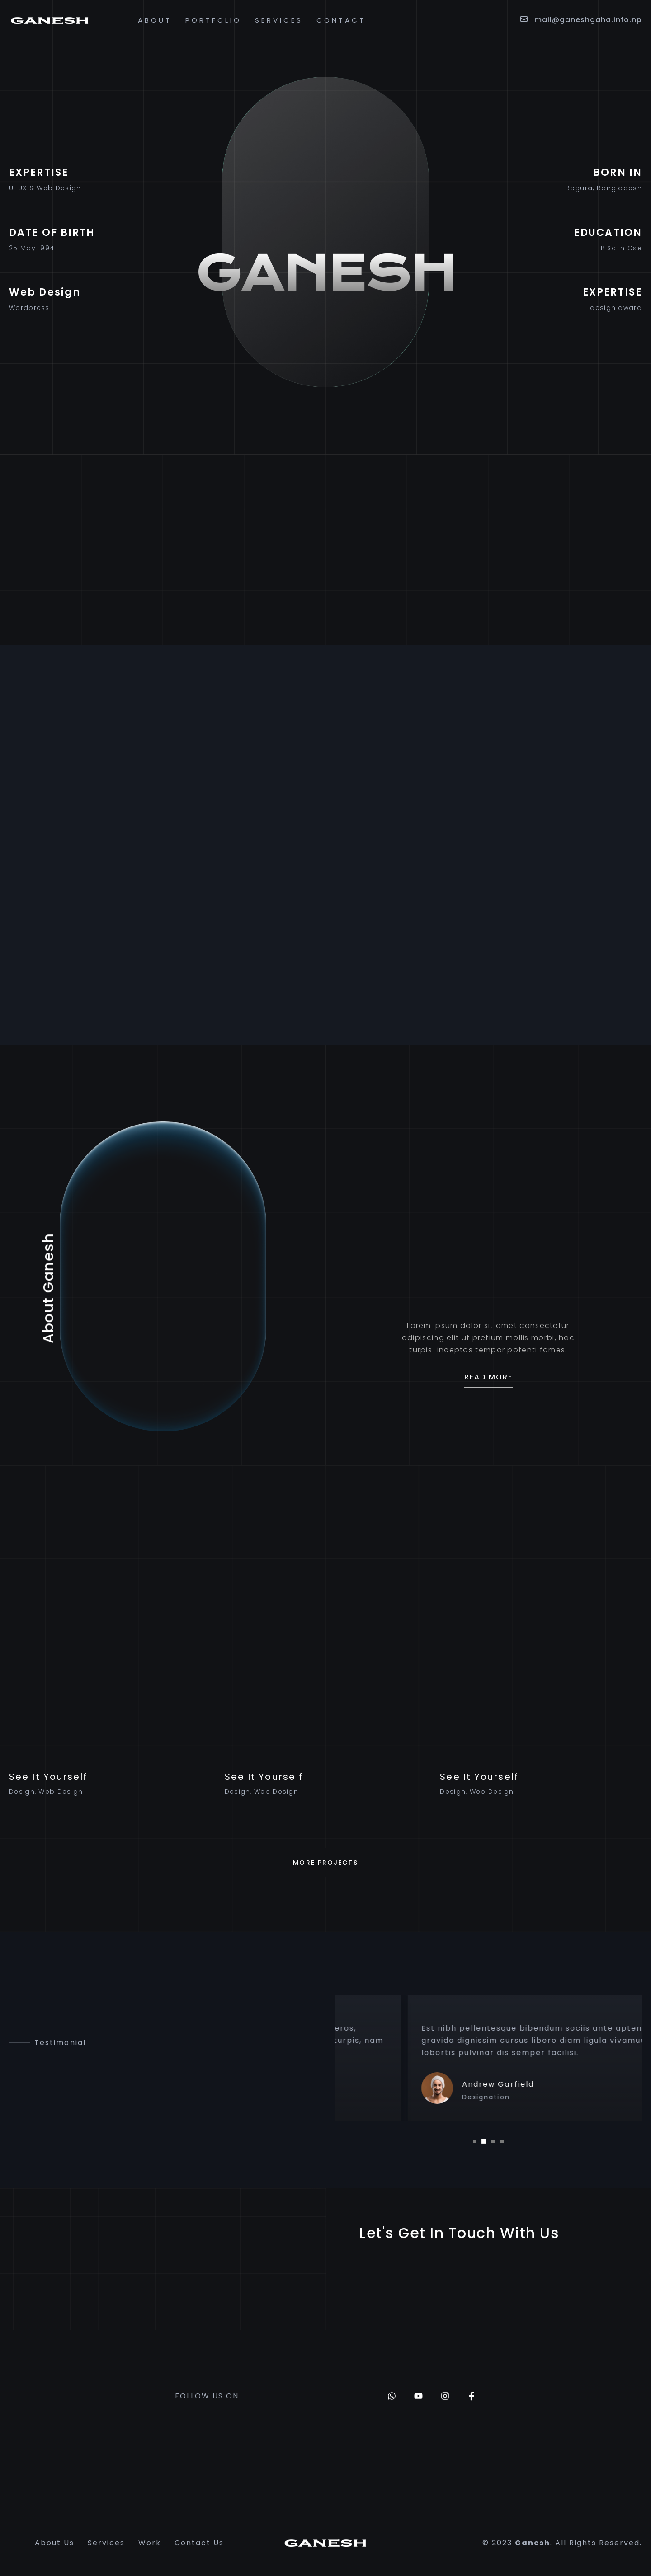 GANESH
ABOUT PORTFOLIO SERVICES CONTACT
mail@ganeshgaha.info.np
EXPERTISE
UI UX & Web Design
DATE OF BIRTH
25 May 1994
Web Design
Wordpress
GANESH
BORN IN
Bogura, Bangladesh
EDUCATION
B.Sc in Cse
EXPERTISE
design award
About Ganesh
Lorem ipsum dolor sit amet consectetur
adipiscing elit ut pretium mollis morbi, hac
turpis inceptos tempor potenti fames.
READ MORE
See It Yourself
Design, Web Design
See It Yourself
Design, Web Design
See It Yourself
Design, Web Design
MORE PROJECTS
Testimonial
eros,
turpis, nam
Est nibh pellentesque bibendum sociis ante apten
gravida dignissim cursus libero diam ligula vivamu
lobortis pulvinar dis semper facilisi.
Andrew Garfield
Designation
Let's Get In Touch With Us
FOLLOW US ON
About Us Services Work Contact Us
GANESH
© 2023 Ganesh. All Rights Reserved.